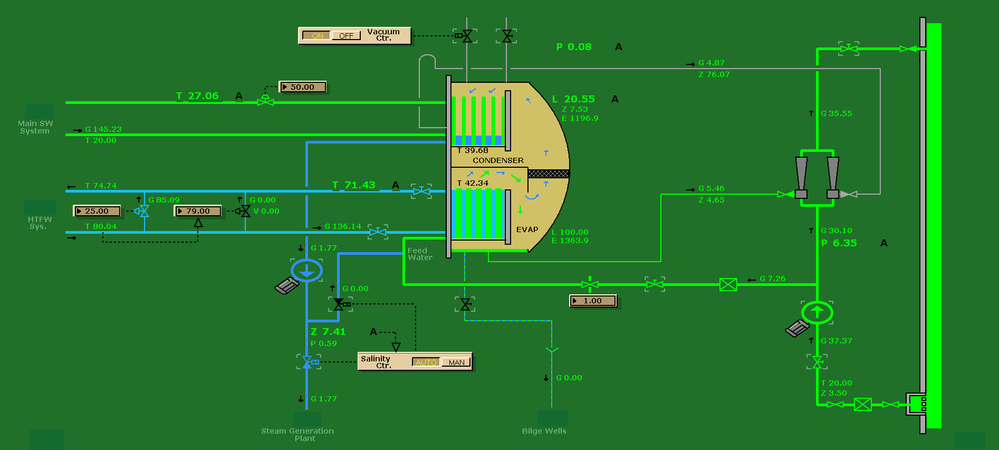 ON OFF Vacuum Ctr.
P 0.08 A
G 4.87
Z 76.07
50.00
T 27.06 A
L 20.55 A
Z 7.53
E 1196.9
G 35.55
Main SW
System
G 145.23
T 20.00
T 39.68
CONDENSER
T 42.34
T 74.74
T 71.43 A
G 5.46
Z 4.65
G 85.09
G 0.00
25.00
79.00
V 0.00
HTFW
Sys.
T 80.04
G 136.14
EVAP
L 100.00
E 1363.9
G 30.10
P 6.35 A
G 1.77
Feed
Water
G 7.26
G 0.00
1.00
Z 7.41
P 0.59
A
G 37.37
Salinity
Ctr.
AUTO MAN
G 0.00
T 20.00
Z 3.50
G 1.77
Steam Generation
Plant
Bilge Wells